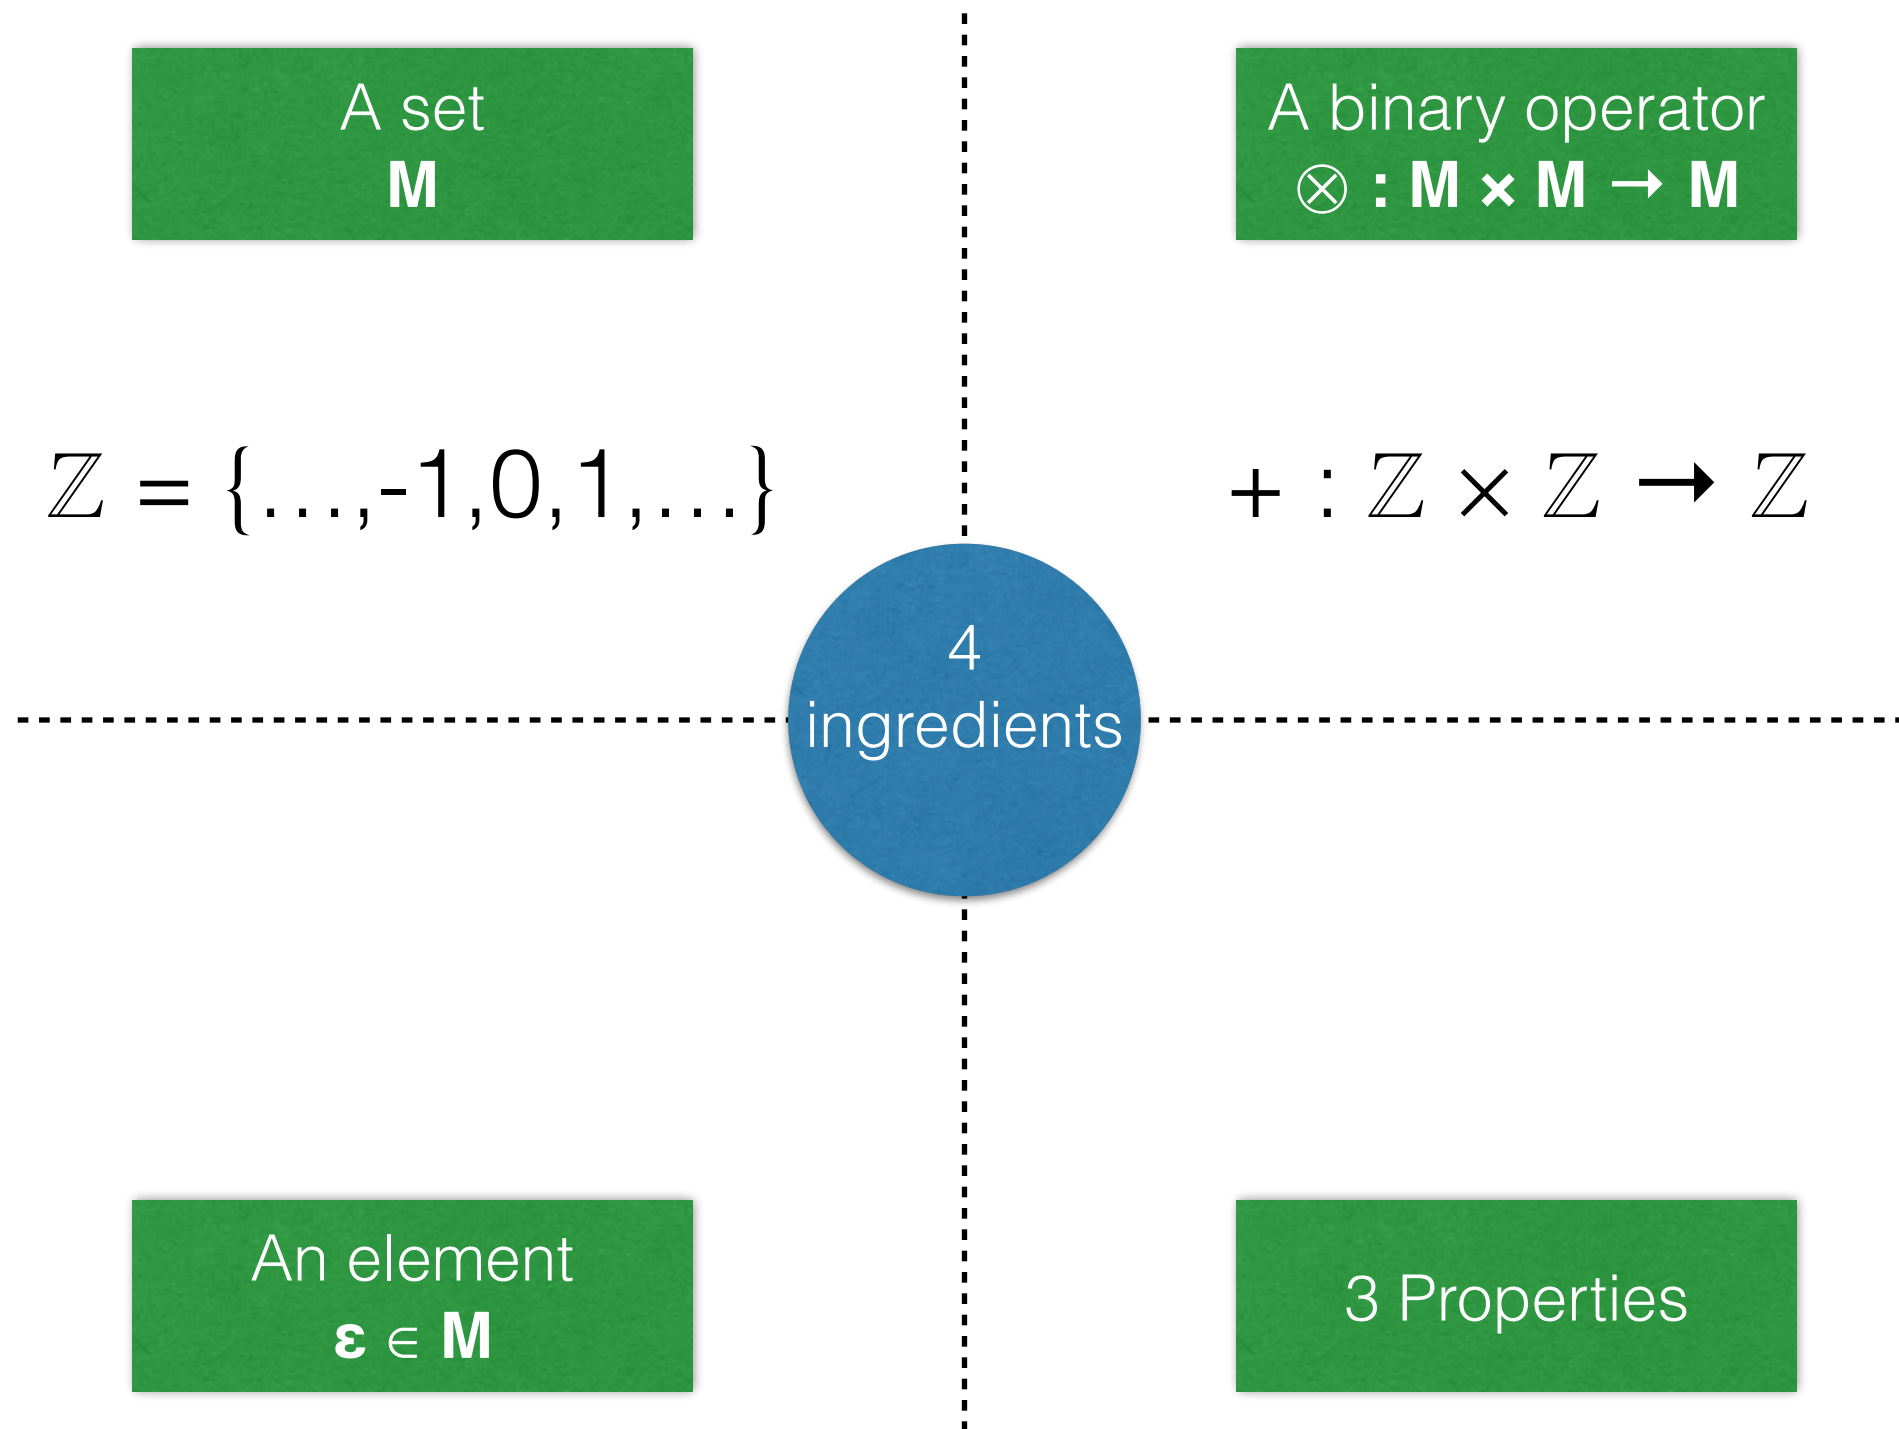 A set
M
A binary operator
⊗ : M × M → M
ℤ = {…,-1,0,1,…}
+ : ℤ × ℤ → ℤ
4
ingredients
An element
ε ∈ M
3 Properties